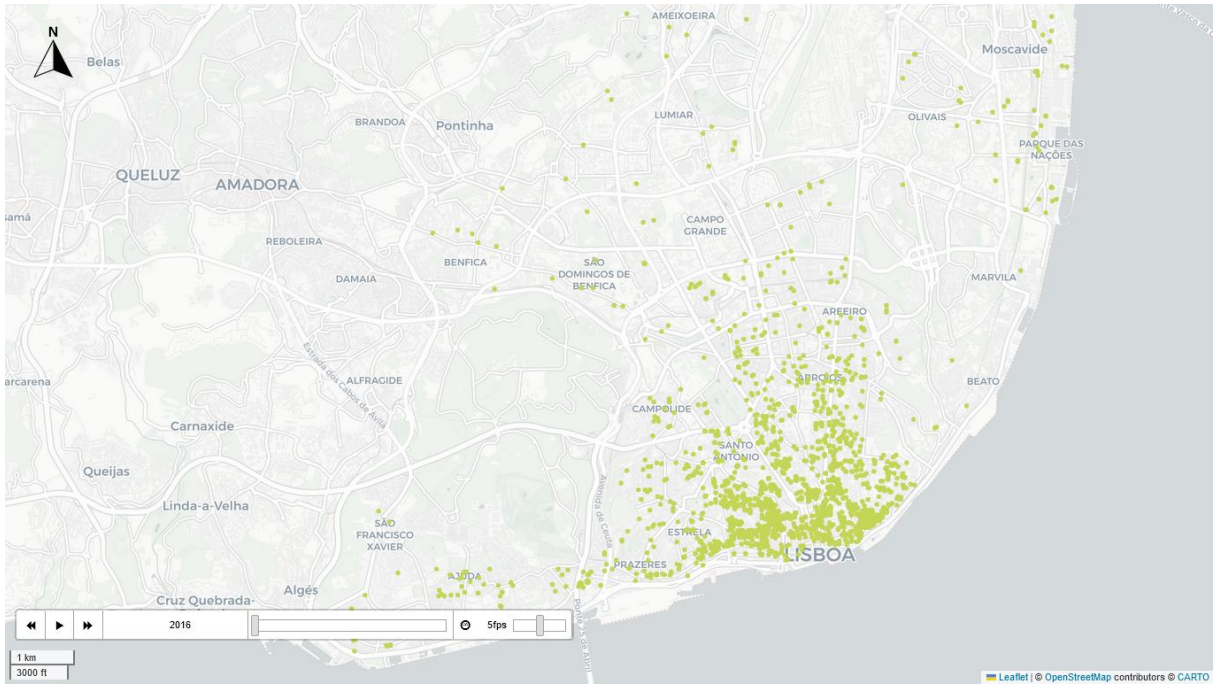 AMEIXOEIRA
N
Moscavide
Belas
LUMIAR
OLIVAIS
BRANDOA
Pontinha
PARQUE DAS
NAÇÕES
QUELUZ
AMADORA
amá
CAMPO
GRANDE
REBOLEIRA
BENFICA
SÃO
DOMINGOS DE
BENFICA
DAMAIA
MARVILA
AREEIRO
Estrada dos Cabos de Ávila
ALFRAGIDE
ARROIOS
arcarena
BEATO
CAMPOLIDE
Carnaxide
SANTO
ANTÓNIO
Queijas
Avenida de Ceuta
Linda-a-Velha
SÃO
FRANCISCO
XAVIER
ESTRELA
LISBOA
PRAZERES
AJUDA
Algés
Cruz Quebrada-
Ponte 25 de Abril
2016
5fps
1 km
3000 ft
Leaflet | © OpenStreetMap contributors © CARTO